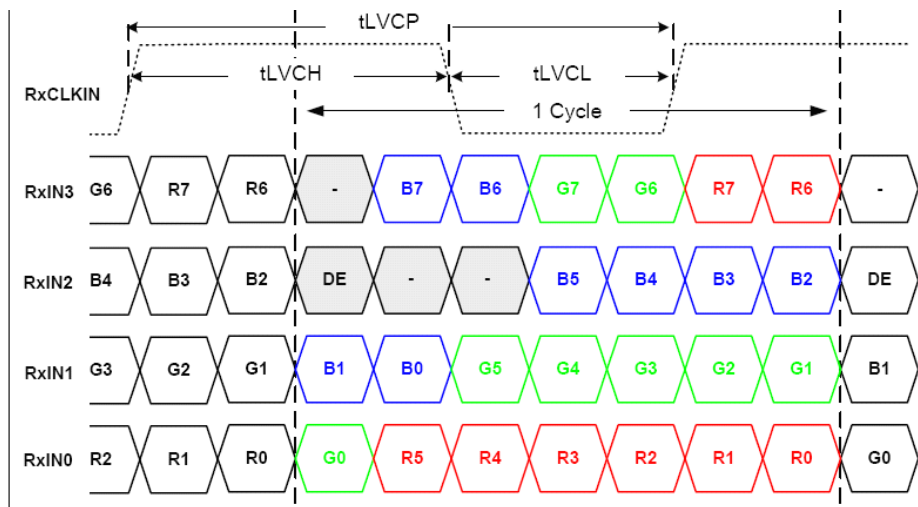 tLVCP
tLVCH
tLVCL
RxCLKIN
1 Cycle
RxIN3 G6 R7 R6 - B7 B6 G7 G6 R7 R6 -
RxIN2 B4 B3 B2 DE - - B5 B4 B3 B2 DE
RxIN1 G3 G2 G1 B1 B0 G5 G4 G3 G2 G1 B1
RxIN0 R2 R1 R0 G0 R5 R4 R3 R2 R1 R0 G0